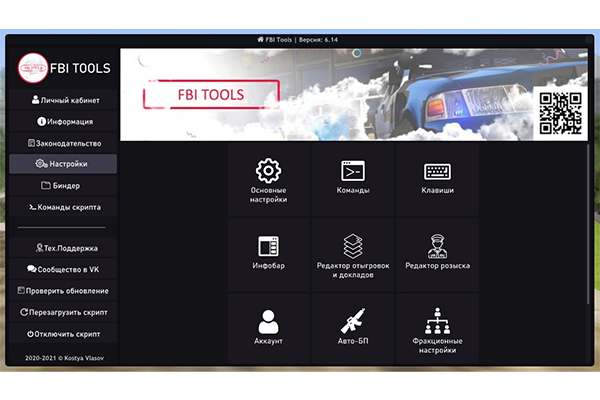 FBI Tools | Версия: 6.14
FBI TOOLS
Личный кабинет
Информация
Законодательство
Настройки
Биндер
Команды скрипта
Тех.Поддержка
Сообщество в VK
Проверить обновление
Перезагрузить скрипт
Отключить скрипт
2020-2021 © Kostya Vlasov
FBI TOOLS
Основные
настройки
Команды
Клавиши
Инфобар
Редактор отыгровок
и докладов
Редактор розыска
Аккаунт
Авто-БП
Фракционные
настройки